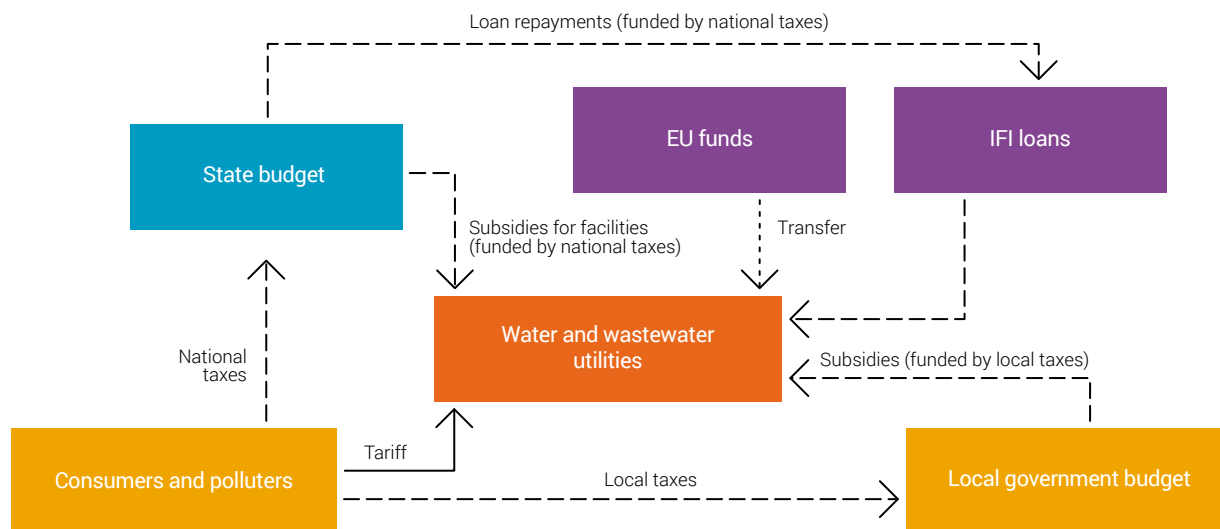 Loan repayments (funded by national taxes)
EU funds
IFI loans
State budget
Subsidies for facilities
(funded by national taxes)
Transfer
Water and wastewater
utilities
National
taxes
Subsidies (funded by local taxes)
Tariff
Consumers and polluters
Local taxes
Local government budget